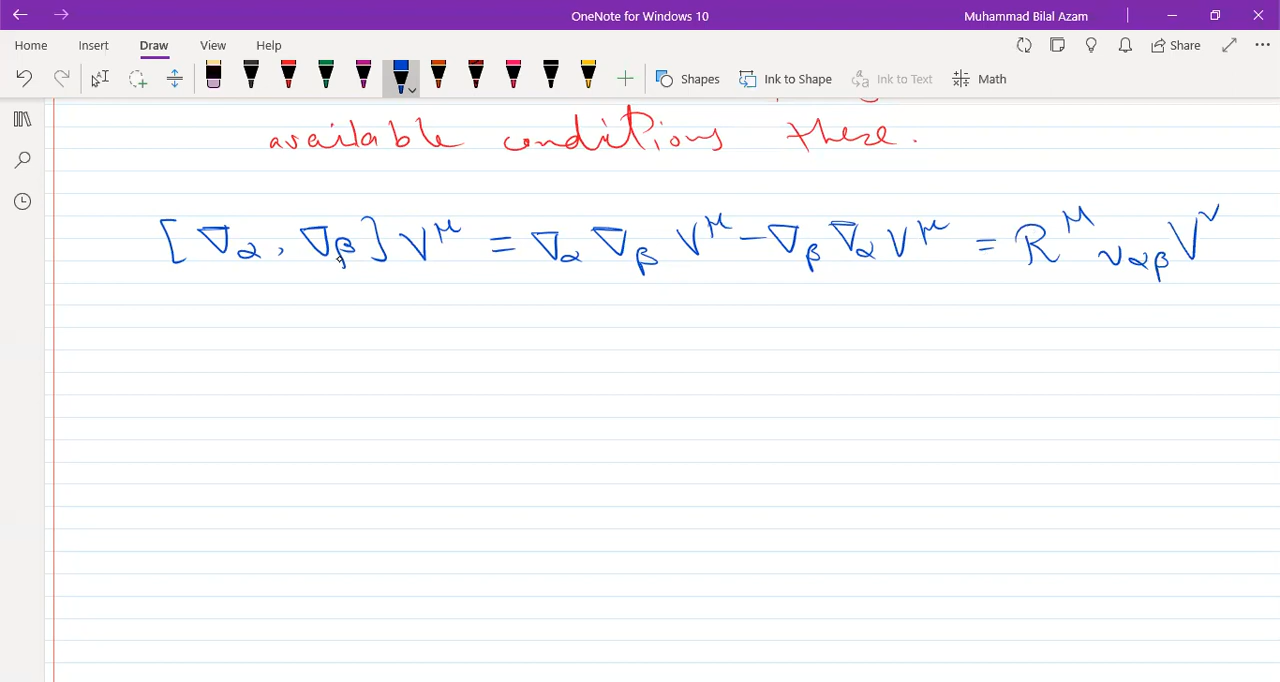 OneNote for Windows 10
Muhammad Bilal Azam
Home Insert Draw View Help
Share
Shapes Ink to Shape Ink to Text Math
available conditions there.
[∇α, ∇β] V^μ = ∇α ∇β V^μ − ∇β ∇α V^μ = R^μ ναβ V^ν